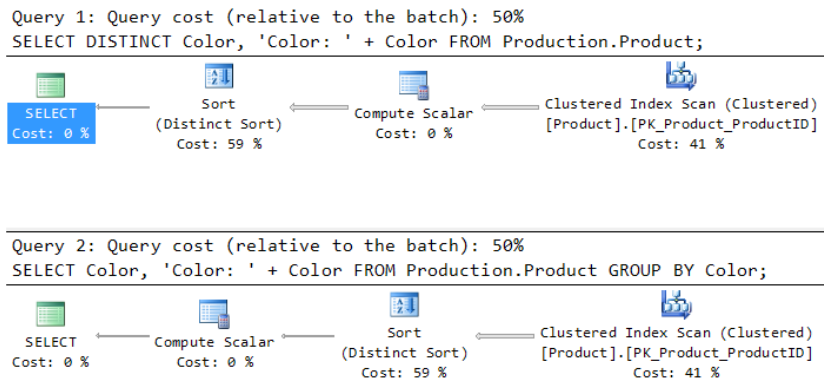 Query 1: Query cost (relative to the batch): 50%
SELECT DISTINCT Color, 'Color: ' + Color FROM Production.Product;
SELECT
Cost: 0 %
Sort
(Distinct Sort)
Cost: 59 %
Compute Scalar
Cost: 0 %
Clustered Index Scan (Clustered)
[Product].[PK_Product_ProductID]
Cost: 41 %
Query 2: Query cost (relative to the batch): 50%
SELECT Color, 'Color: ' + Color FROM Production.Product GROUP BY Color;
SELECT
Cost: 0 %
Compute Scalar
Cost: 0 %
Sort
(Distinct Sort)
Cost: 59 %
Clustered Index Scan (Clustered)
[Product].[PK_Product_ProductID]
Cost: 41 %